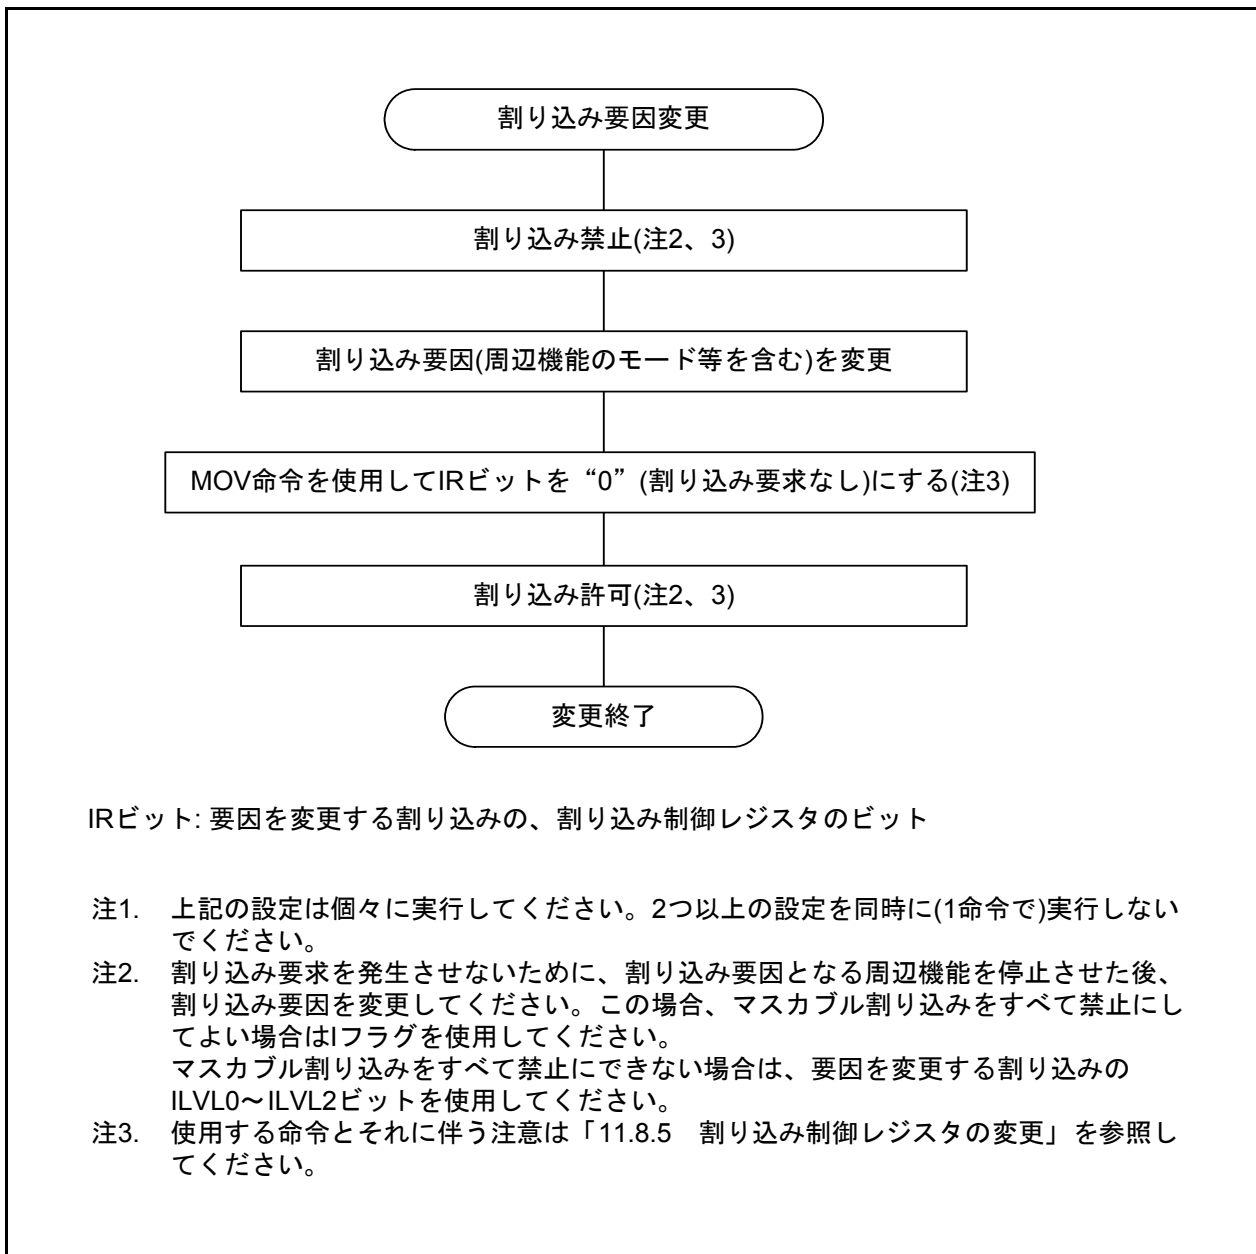 割り込み要因変更
割り込み禁止(注2、3)
割り込み要因(周辺機能のモード等を含む)を変更
MOV命令を使用してIRビットを“0”(割り込み要求なし)にする(注3)
割り込み許可(注2、3)
変更終了
IRビット: 要因を変更する割り込みの、割り込み制御レジスタのビット
注1. 上記の設定は個々に実行してください。2つ以上の設定を同時に(1命令で)実行しない
でください。
注2. 割り込み要求を発生させないために、割り込み要因となる周辺機能を停止させた後、
割り込み要因を変更してください。この場合、マスカブル割り込みをすべて禁止にし
てよい場合はIフラグを使用してください。
マスカブル割り込みをすべて禁止にできない場合は、要因を変更する割り込みの
ILVL0〜ILVL2ビットを使用してください。
注3. 使用する命令とそれに伴う注意は「11.8.5 割り込み制御レジスタの変更」を参照し
てください。